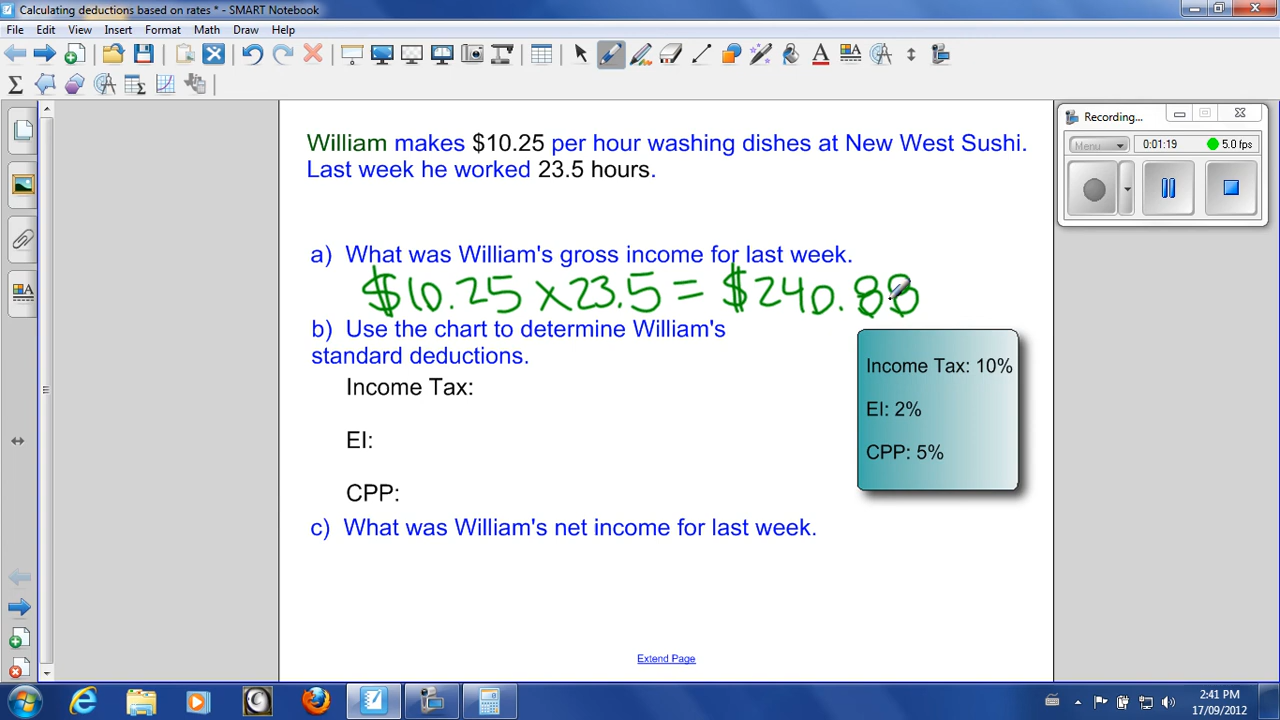 Calculating deductions based on rates * - SMART Notebook
File Edit View Insert Format Math Draw Help
Recording...
Menu 0:01:19 5.0 fps
William makes $10.25 per hour washing dishes at New West Sushi.
Last week he worked 23.5 hours.
a) What was William's gross income for last week.
$10.25 x 23.5 = $240.88
b) Use the chart to determine William's
standard deductions.
Income Tax:
EI:
CPP:
Income Tax: 10%
EI: 2%
CPP: 5%
c) What was William's net income for last week.
Extend Page
2:41 PM
17/09/2012